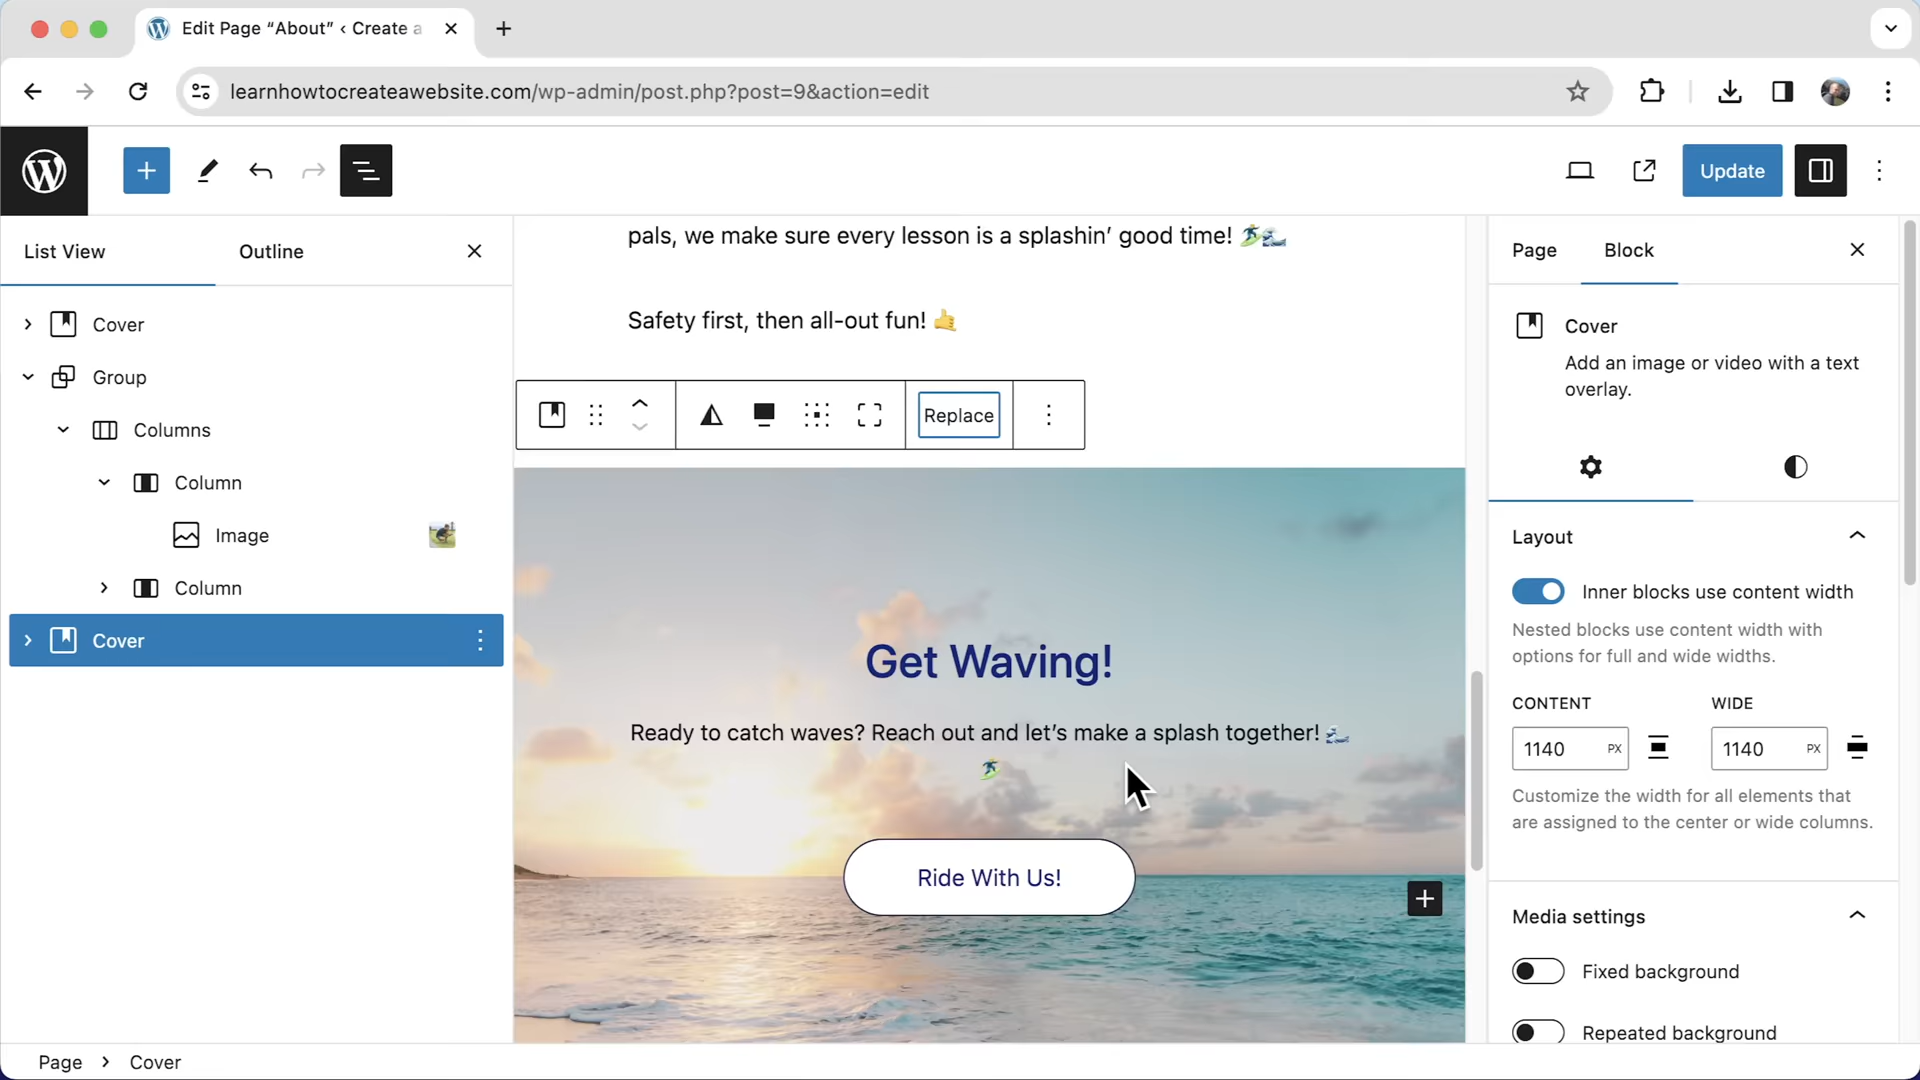 Edit Page “About” ‹ Create a
learnhowtocreateawebsite.com/wp-admin/post.php?post=9&action=edit
Update
List View
Outline
Cover
Group
Columns
Column
Image
Column
Cover
pals, we make sure every lesson is a splashin’ good time! 🏄🌊
Safety first, then all-out fun! 🤙
Replace
Get Waving!
Ready to catch waves? Reach out and let’s make a splash together! 🌊
🏄
Ride With Us!
Page
Block
Cover
Add an image or video with a text
overlay.
Layout
Inner blocks use content width
Nested blocks use content width with
options for full and wide widths.
CONTENT
WIDE
1140 PX
1140 PX
Customize the width for all elements that
are assigned to the center or wide columns.
Media settings
Fixed background
Repeated background
Page › Cover